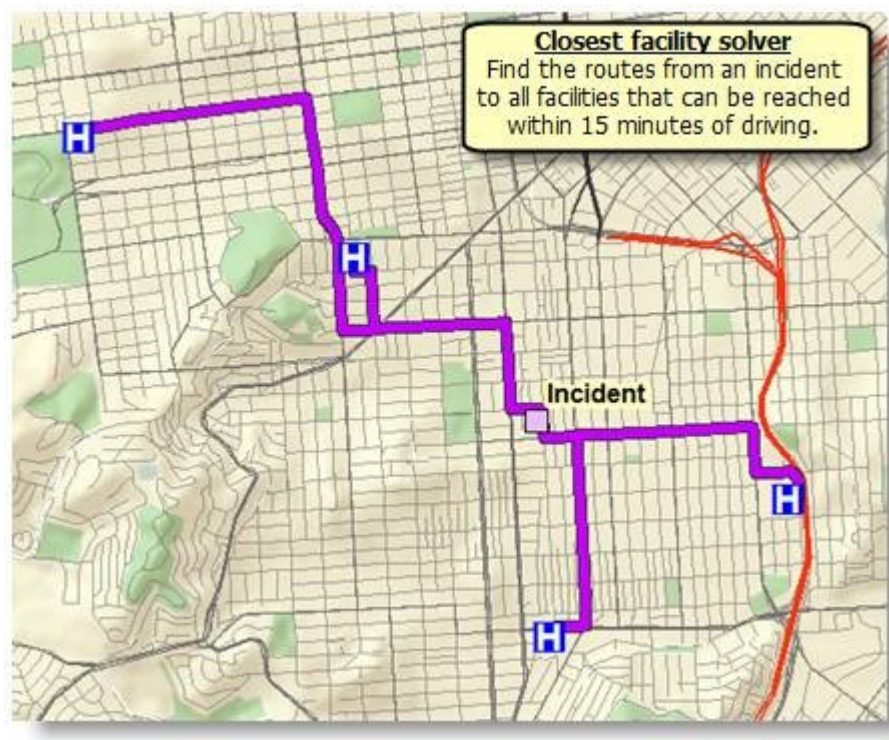 Closest facility solver
Find the routes from an incident
to all facilities that can be reached
within 15 minutes of driving.
H
H
Incident
H
H